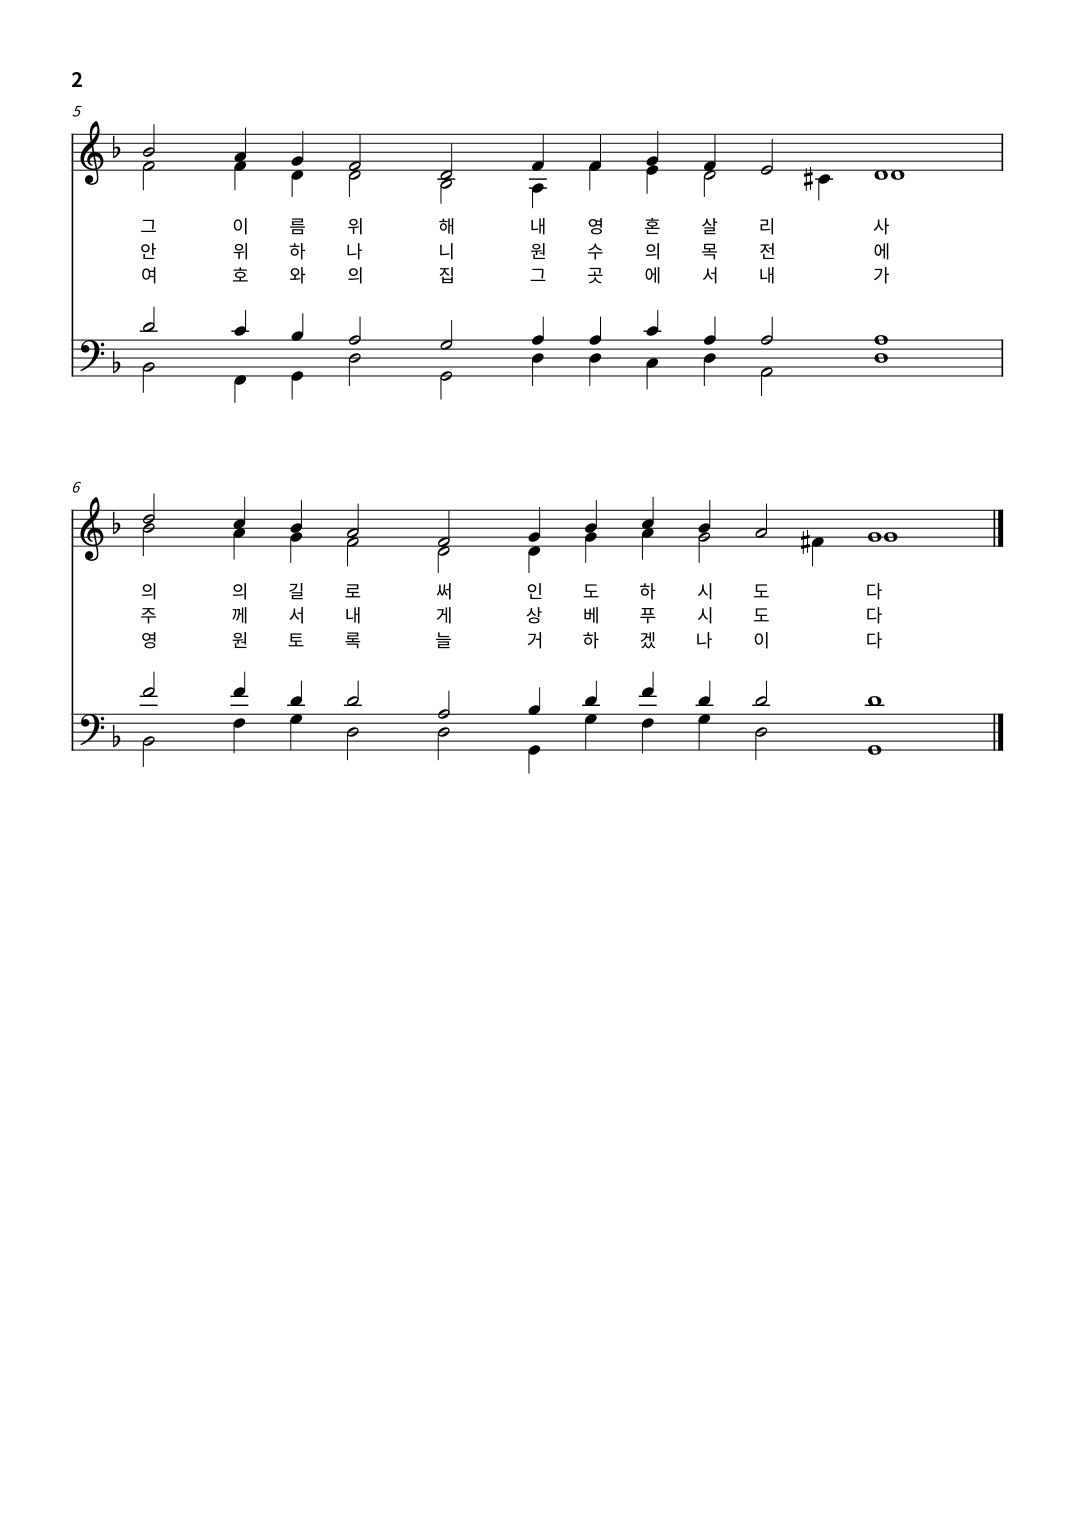 2
5
그 이 름 위 해 내 영 혼 살 리 사
안 위 하 나 니 원 수 의 목 전 에
여 호 와 의 집 그 곳 에 서 내 가
6
의 의 길 로 써 인 도 하 시 도 다
주 께 서 내 게 상 베 푸 시 도 다
영 원 토 록 늘 거 하 겠 나 이 다